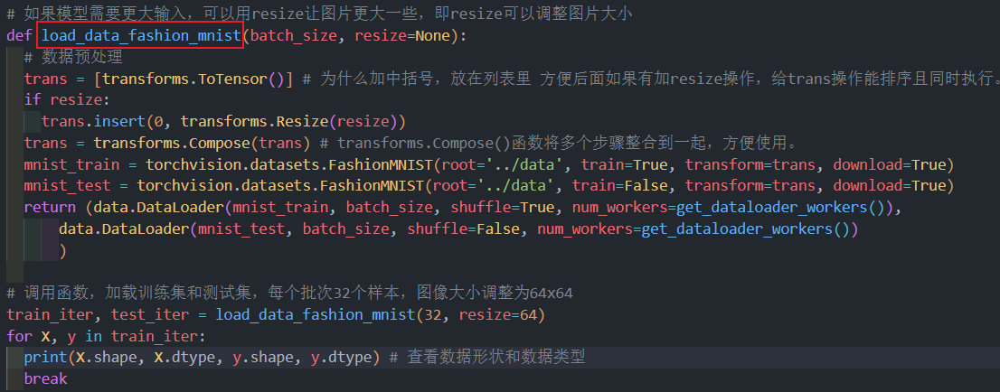 # 如果模型需要更大输入，可以用resize让图片更大一些，即resize可以调整图片大小
def load_data_fashion_mnist(batch_size, resize=None):
  # 数据预处理
  trans = [transforms.ToTensor()] # 为什么加中括号，放在列表里 方便后面如果有加resize操作，给trans操作能排序且同时执行。
  if resize:
    trans.insert(0, transforms.Resize(resize))
  trans = transforms.Compose(trans) # transforms.Compose()函数将多个步骤整合到一起，方便使用。
  mnist_train = torchvision.datasets.FashionMNIST(root='../data', train=True, transform=trans, download=True)
  mnist_test = torchvision.datasets.FashionMNIST(root='../data', train=False, transform=trans, download=True)
  return (data.DataLoader(mnist_train, batch_size, shuffle=True, num_workers=get_dataloader_workers()),
      data.DataLoader(mnist_test, batch_size, shuffle=False, num_workers=get_dataloader_workers())
      )
# 调用函数，加载训练集和测试集，每个批次32个样本，图像大小调整为64x64
train_iter, test_iter = load_data_fashion_mnist(32, resize=64)
for X, y in train_iter:
  print(X.shape, X.dtype, y.shape, y.dtype) # 查看数据形状和数据类型
  break